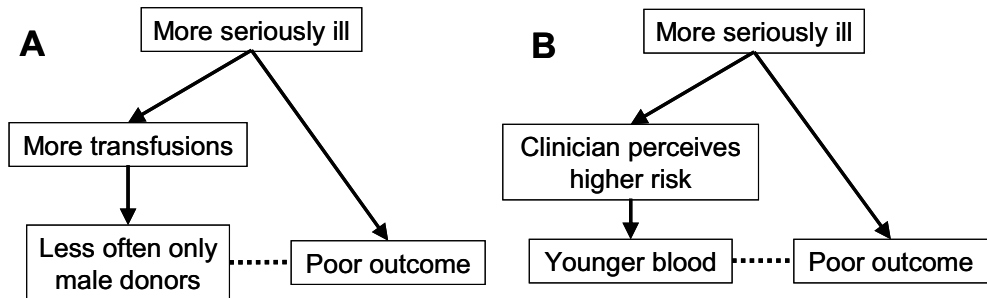 A
More seriously ill
More transfusions
Less often only
male donors
Poor outcome
B
More seriously ill
Clinician perceives
higher risk
Younger blood
Poor outcome